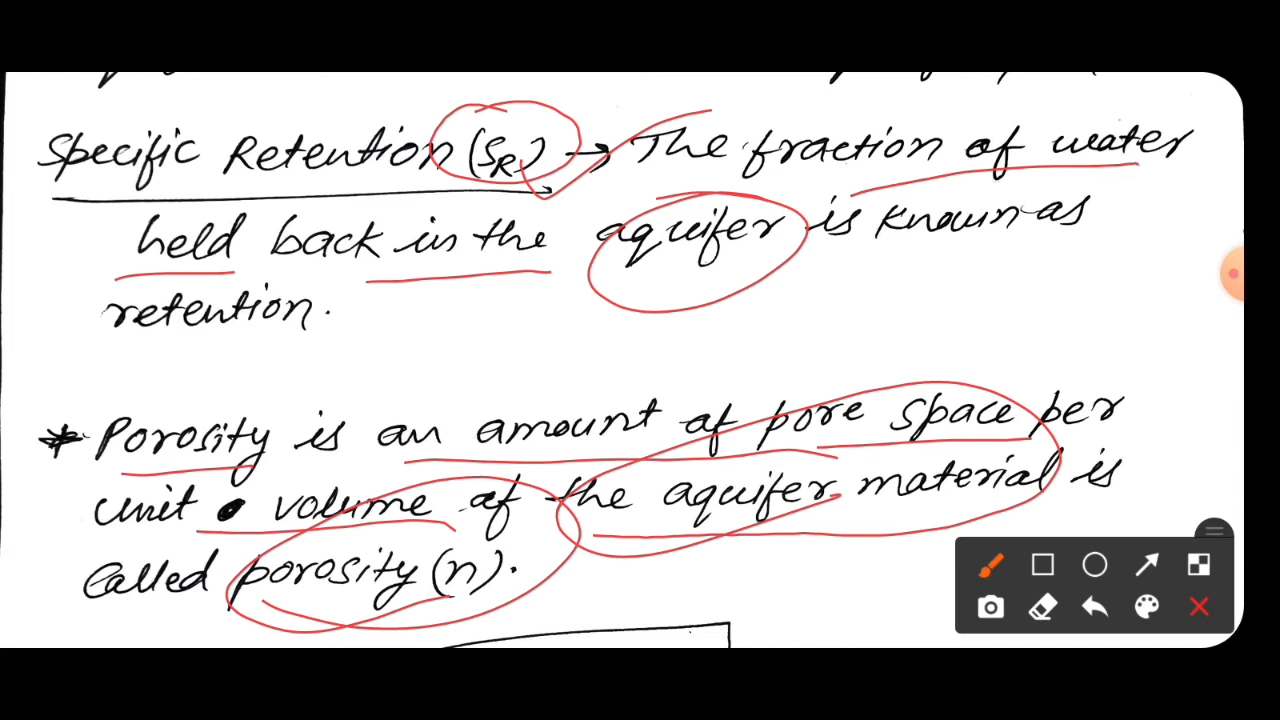 Specific Retention (SR) → The fraction of water
held back in the aquifer is known as
retention.
* Porosity is an amount of pore space per
unit volume of the aquifer material is
called porosity (n).